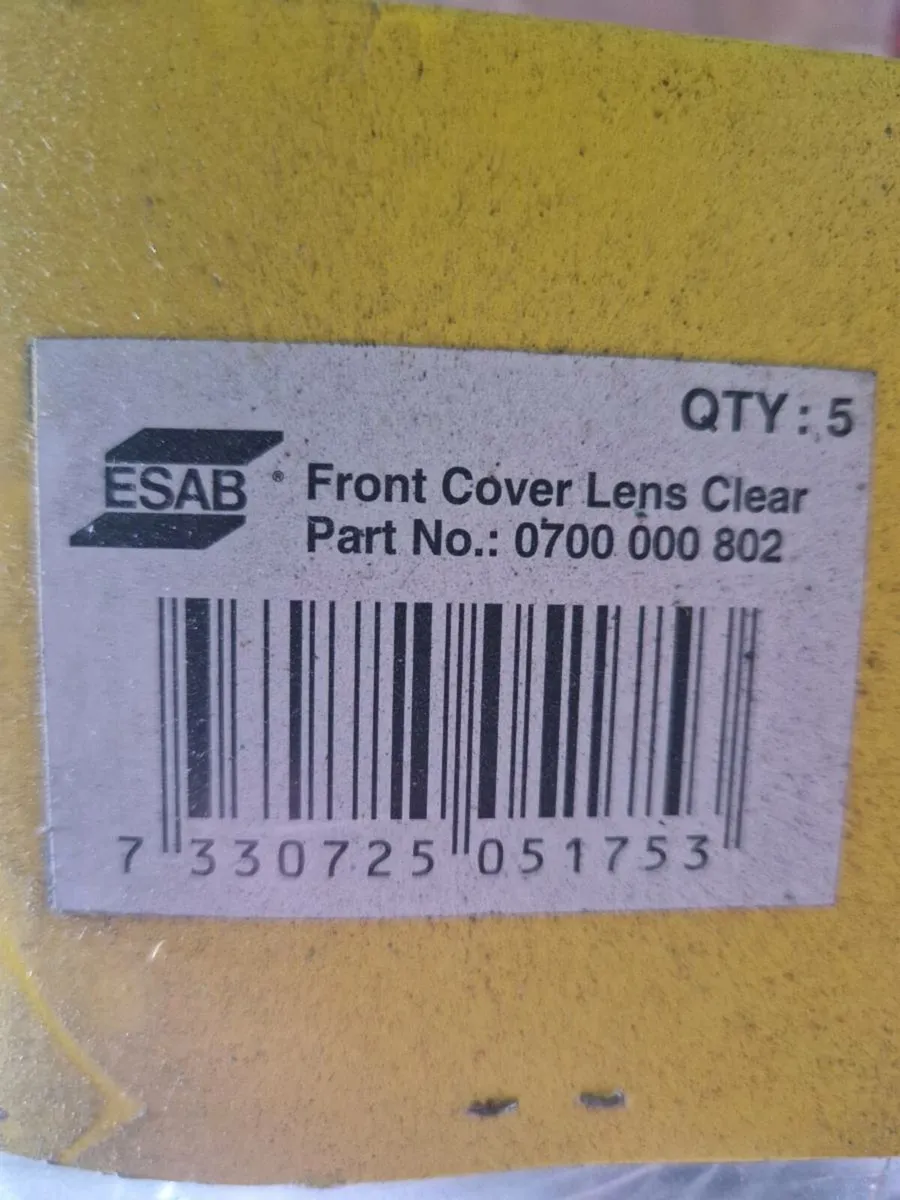 QTY: 5
ESAB ®
Front Cover Lens Clear
Part No.: 0700 000 802
7 330725 051753